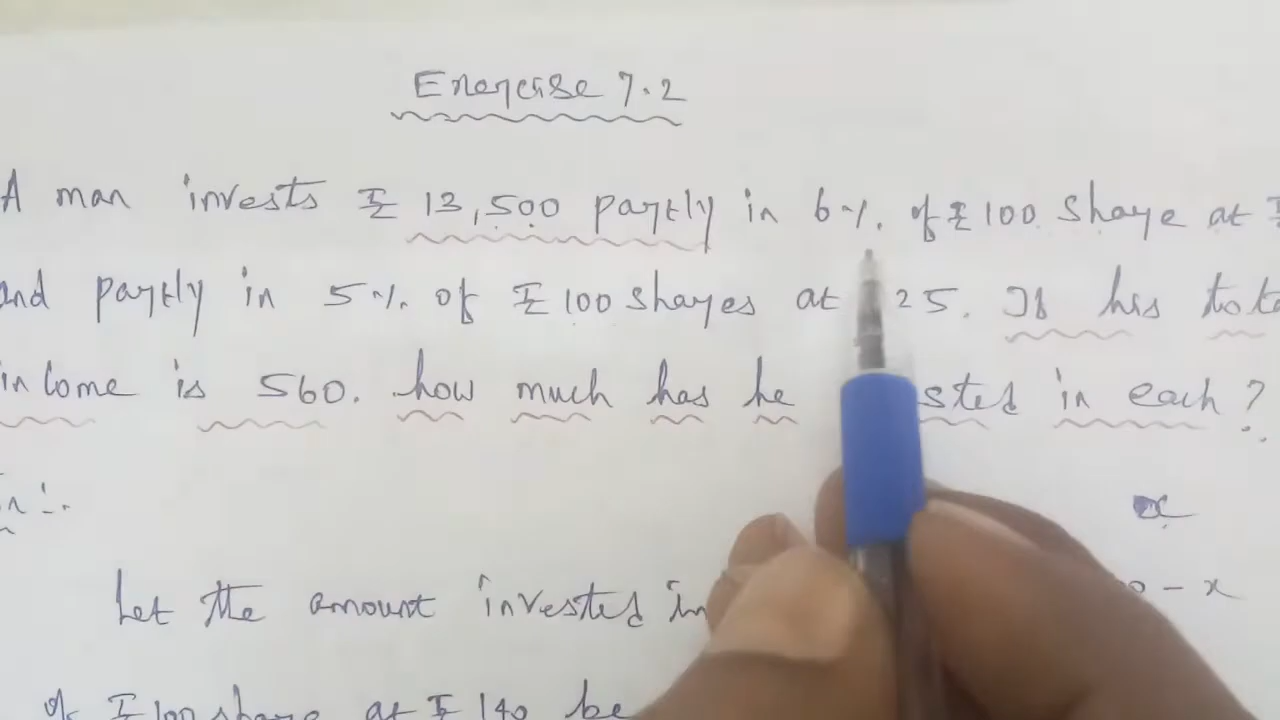 Exercise 7.2
A man invests ₹ 13,500 partly in 6%. of ₹100 Share at ₹
and partly in 5%. of ₹ 100 Shares at 25. If his
income is 560. how much has he in each?
x
Let the amount invested in - x
of ₹100 share at ₹ 140 be